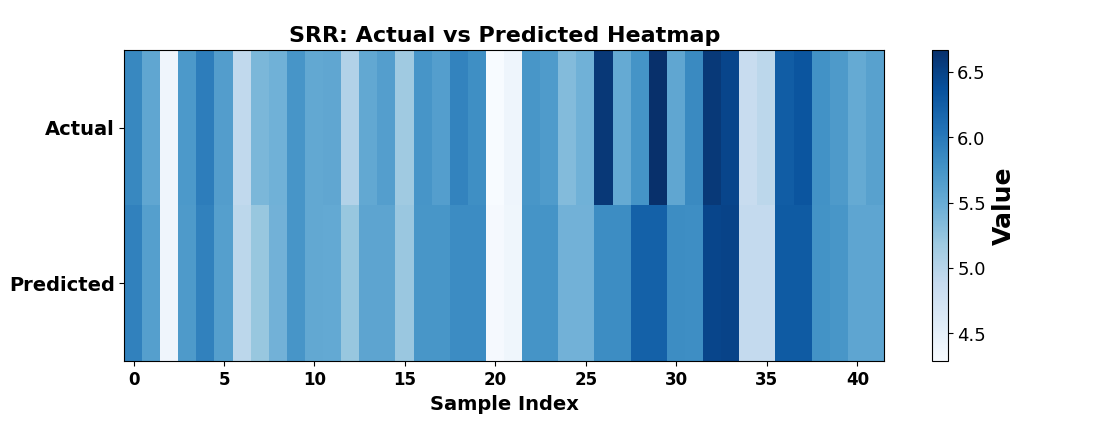 SRR: Actual vs Predicted Heatmap
Actual
Predicted
0 5 10 15 20 25 30 35 40
Sample Index
6.5
6.0
5.5
5.0
4.5
Value